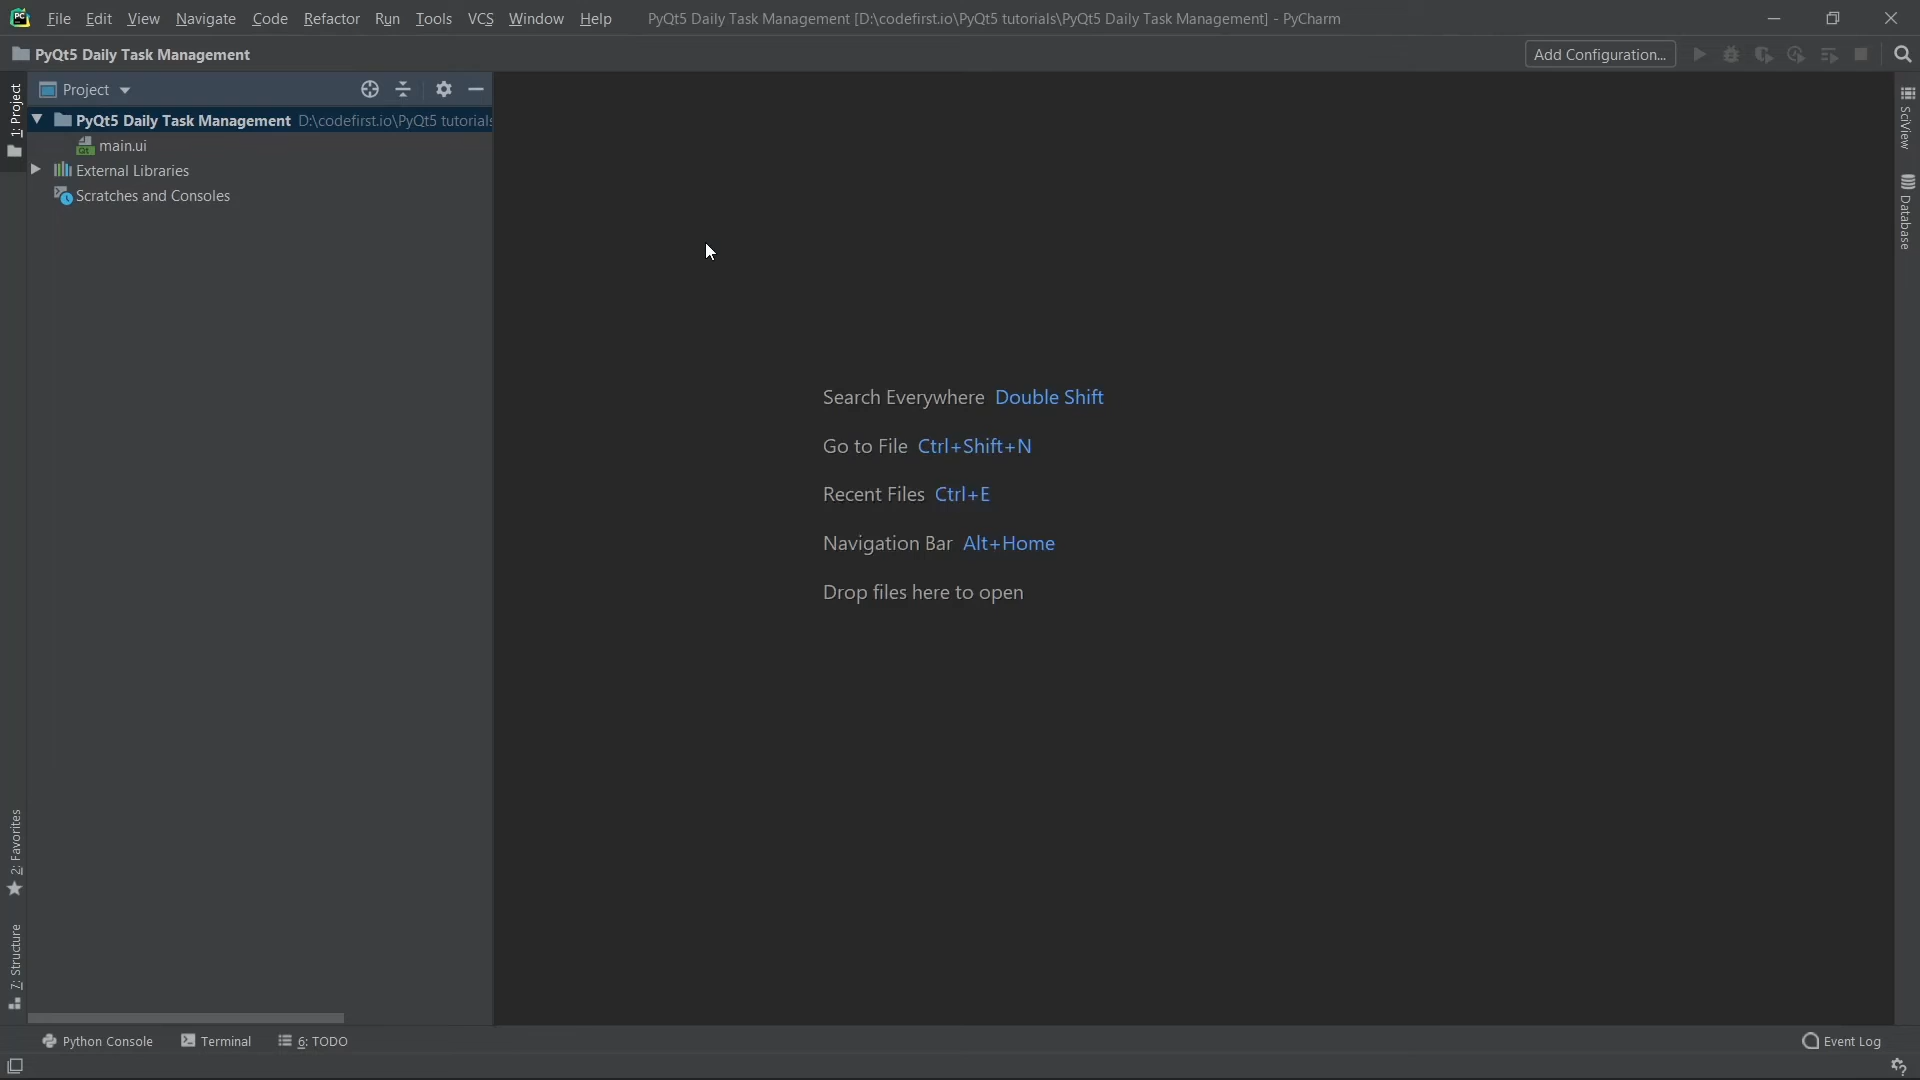 File Edit View Navigate Code Refactor Run Tools VCS Window Help PyQt5 Daily Task Management [D:\codefirst.io\PyQt5 tutorials\PyQt5 Daily Task Management] - PyCharm
PyQt5 Daily Task Management
Add Configuration...
1: Project
Project
PyQt5 Daily Task Management D:\codefirst.io\PyQt5 tutorials
main.ui
External Libraries
Scratches and Consoles
Search Everywhere Double Shift
Go to File Ctrl+Shift+N
Recent Files Ctrl+E
Navigation Bar Alt+Home
Drop files here to open
SciView
Database
2: Favorites
7: Structure
Python Console Terminal 6: TODO
Event Log